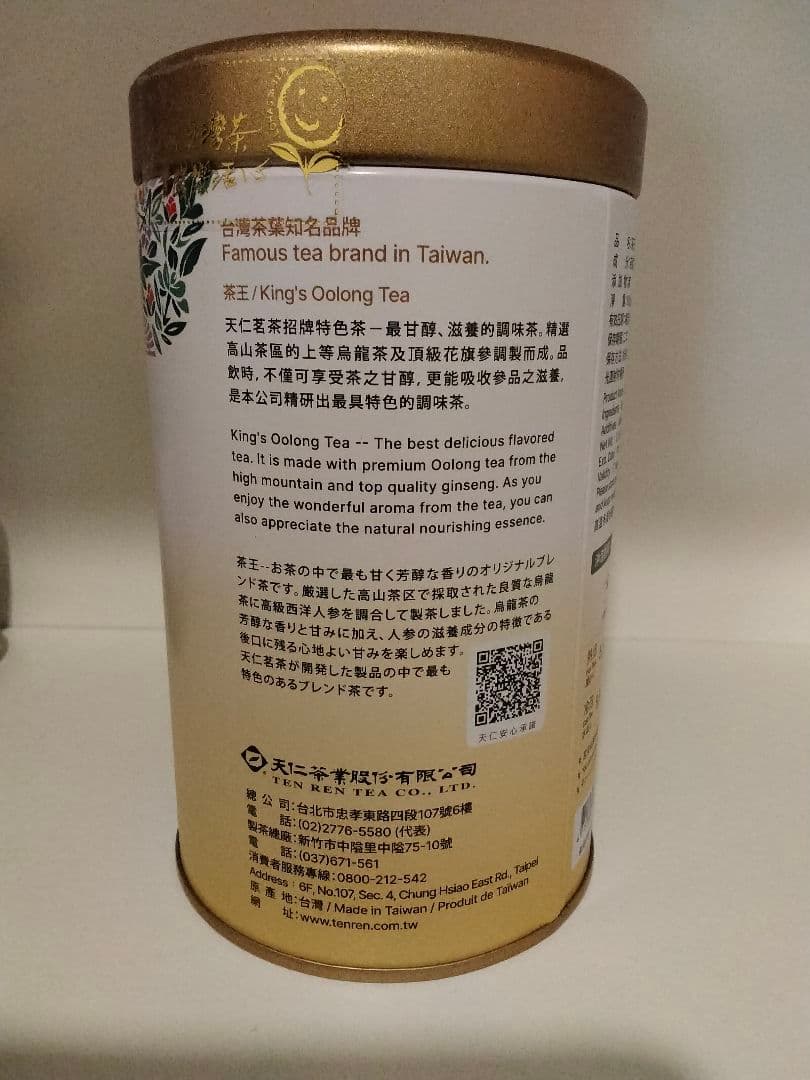 灣茶
台灣茶葉知名品牌
Famous tea brand in Taiwan.
茶王 / King's Oolong Tea
天仁茗茶招牌特色茶－最甘醇、滋養的調味茶。精選
高山茶區的上等烏龍茶及頂級花旗參調製而成。品
飲時，不僅可享受茶之甘醇，更能吸收參品之滋養，
是本公司精研出最具特色的調味茶。
King's Oolong Tea -- The best delicious flavored
tea. It is made with premium Oolong tea from the
high mountain and top quality ginseng. As you
enjoy the wonderful aroma from the tea, you can
also appreciate the natural nourishing essence.
茶王--お茶の中で最も甘く芳醇な香りのオリジナルブレ
ンド茶です。厳選した高山茶区で採取された良質な烏龍
茶に高級西洋人参を調合して製茶しました。烏龍茶の
芳醇な香りと甘みに加え、人参の滋養成分の特徴である
後口に残る心地よい甘みを楽しめます。
天仁茗茶が開発した製品の中で最も
特色のあるブレンド茶です。
天仁安心承諾
天仁茶業股份有限公司
TEN REN TEA CO., LTD.
總公司：台北市忠孝東路四段107號6樓
電話：(02)2776-5580 (代表)
製茶總廠：新竹市中隘里中隘75-10號
電話：(037)671-561
消費者服務專線：0800-212-542
Address : 6F, No.107, Sec. 4, Chung Hsiao East Rd., Taipei
原產地：台灣 / Made in Taiwan / Produit de Taiwan
網址：www.tenren.com.tw